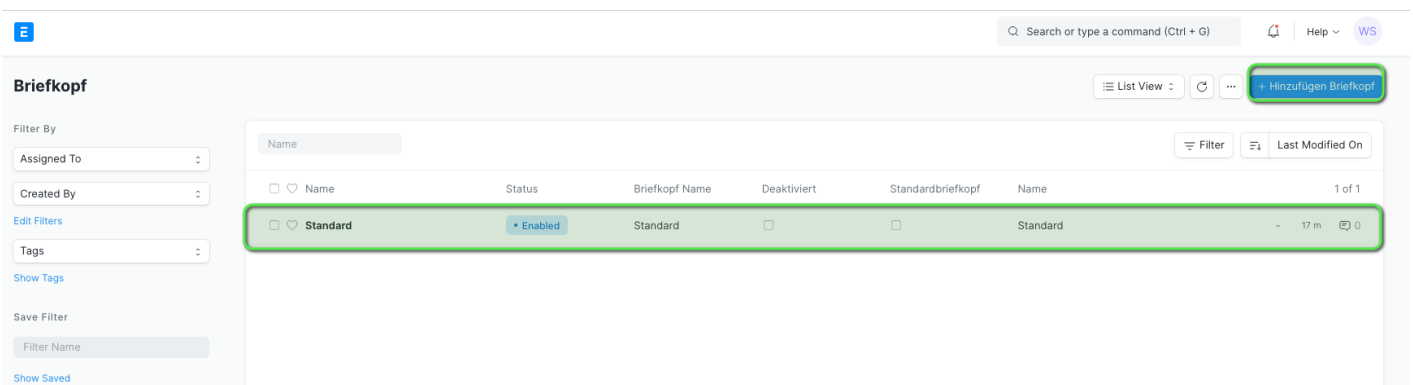 E
Search or type a command (Ctrl + G)
Help
WS
Briefkopf
List View
...
+ Hinzufügen Briefkopf
Filter By
Assigned To
Created By
Edit Filters
Tags
Show Tags
Save Filter
Filter Name
Show Saved
Name
Filter
Last Modified On
Name Status Briefkopf Name Deaktiviert Standardbriefkopf Name 1 of 1
Standard • Enabled Standard Standard - 17 m 0